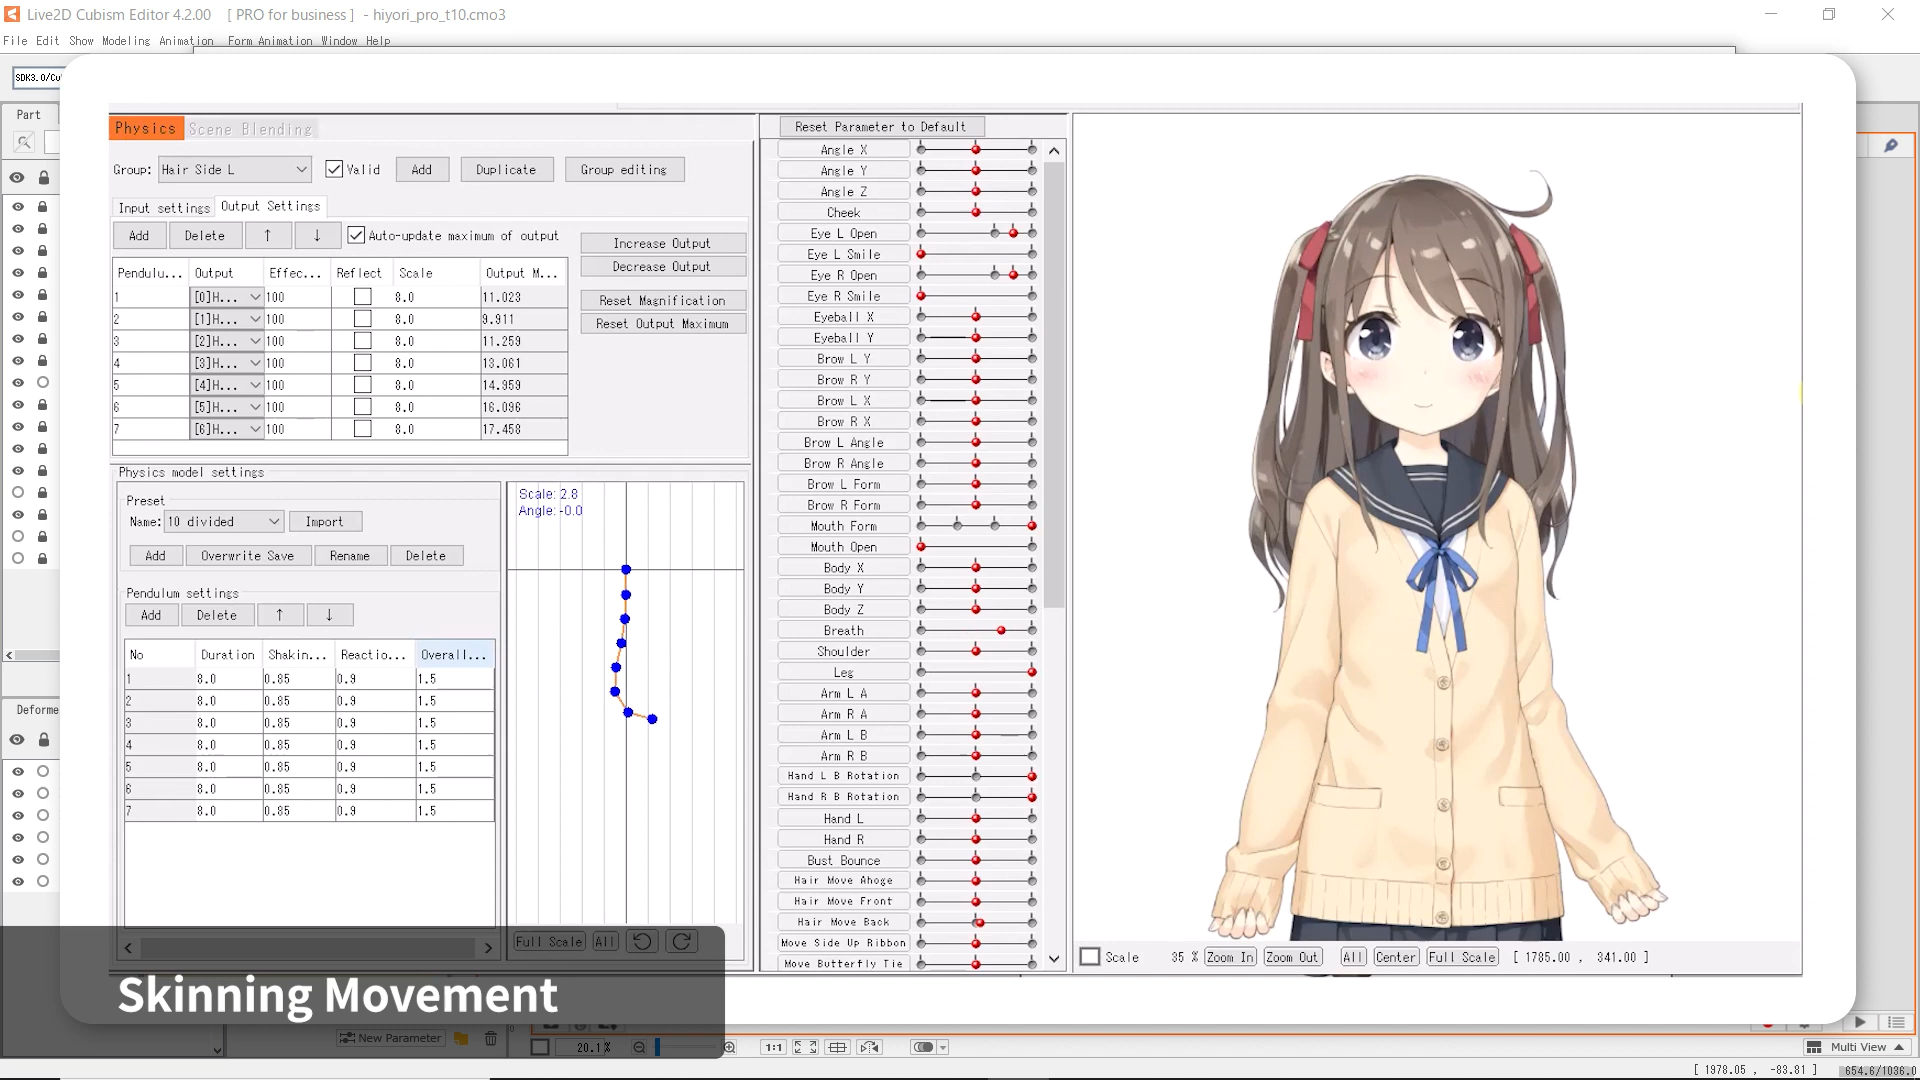 Live2D Cubism Editor 4.2.00 [ PRO for business ] - hiyori_pro_t10.cmo3
File Edit Show Modeling Animation Form Animation Window Help
SDK3.0/Cu
Part
Physics Scene Blending
Group: Hair Side L Valid Add Duplicate Group editing
Input settings Output Settings
Add Delete ↑ ↓ Auto-update maximum of output
Increase Output
Decrease Output
Reset Magnification
Reset Output Maximum
Pendulu... Output Effec... Reflect Scale Output M...
1 [0]H... 100 8.0 11.023
2 [1]H... 100 8.0 9.911
3 [2]H... 100 8.0 11.259
4 [3]H... 100 8.0 13.061
5 [4]H... 100 8.0 14.959
6 [5]H... 100 8.0 16.096
7 [6]H... 100 8.0 17.458
Physics model settings
Preset
Name: 10 divided Import
Add Overwrite Save Rename Delete
Pendulum settings
Add Delete ↑ ↓
No Duration Shakin... Reactio... Overall...
1 8.0 0.85 0.9 1.5
2 8.0 0.85 0.9 1.5
3 8.0 0.85 0.9 1.5
4 8.0 0.85 0.9 1.5
5 8.0 0.85 0.9 1.5
6 8.0 0.85 0.9 1.5
7 8.0 0.85 0.9 1.5
Scale: 2.8
Angle: -0.0
Full Scale All
Reset Parameter to Default
Angle X
Angle Y
Angle Z
Cheek
Eye L Open
Eye L Smile
Eye R Open
Eye R Smile
Eyeball X
Eyeball Y
Brow L Y
Brow R Y
Brow L X
Brow R X
Brow L Angle
Brow R Angle
Brow L Form
Brow R Form
Mouth Form
Mouth Open
Body X
Body Y
Body Z
Breath
Shoulder
Leg
Arm L A
Arm R A
Arm L B
Arm R B
Hand L B Rotation
Hand R B Rotation
Hand L
Hand R
Bust Bounce
Hair Move Ahoge
Hair Move Front
Hair Move Back
Move Side Up Ribbon
Move Butterfly Tie
Scale 35 % Zoom In Zoom Out All Center Full Scale [ 1785.00 , 341.00 ]
Deforme
Skinning Movement
New Parameter
20.1% 1:1
Multi View
[ 1978.05 , -83.81 ] 654.6/1036.0